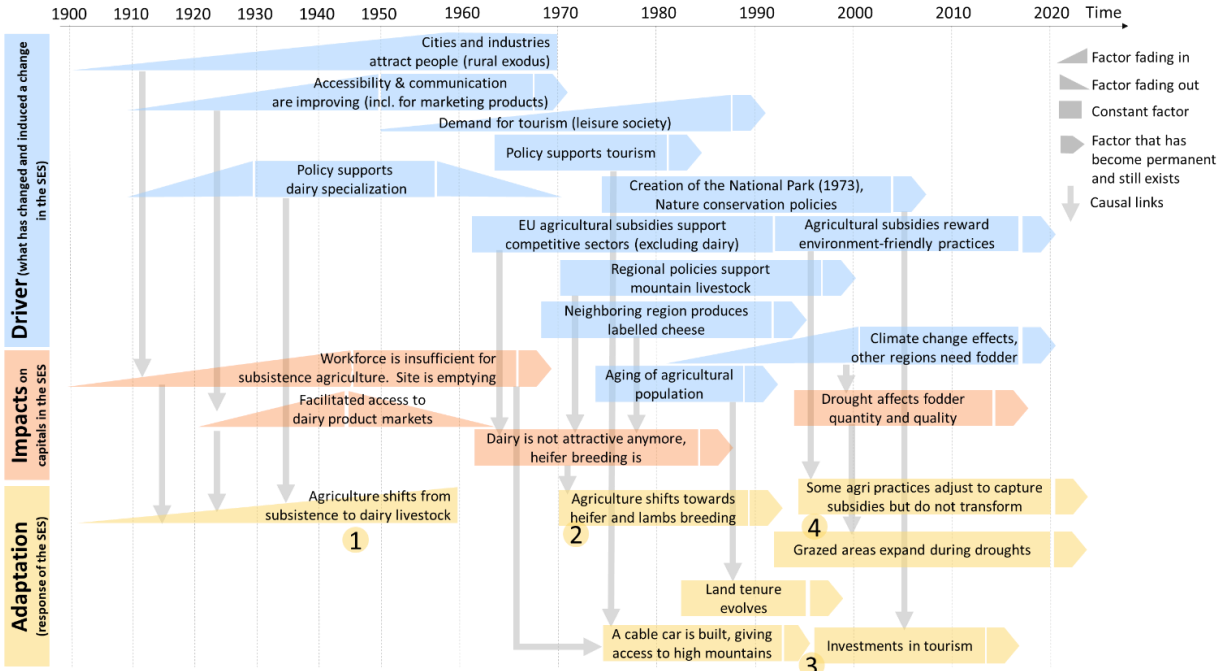 1900 1910 1920 1930 1940 1950 1960 1970 1980 1990 2000 2010 2020 Time
Driver (what has changed and induced a change
in the SES)
Cities and industries
attract people (rural exodus)
Accessibility & communication
are improving (incl. for marketing products)
Demand for tourism (leisure society)
Policy supports tourism
Policy supports
dairy specialization
Creation of the National Park (1973),
Nature conservation policies
EU agricultural subsidies support
competitive sectors (excluding dairy)
Agricultural subsidies reward
environment-friendly practices
Regional policies support
mountain livestock
Neighboring region produces
labelled cheese
Climate change effects,
other regions need fodder
Aging of agricultural
population
Factor fading in
Factor fading out
Constant factor
Factor that has
become permanent
and still exists
Causal links
Impacts on
capitals in the SES
Workforce is insufficient for
subsistence agriculture. Site is emptying
Facilitated access to
dairy product markets
Drought affects fodder
quantity and quality
Dairy is not attractive anymore,
heifer breeding is
Adaptation
(response of the SES)
Agriculture shifts from
subsistence to dairy livestock
1
Agriculture shifts towards
heifer and lambs breeding
2
Some agri practices adjust to capture
subsidies but do not transform
4
Grazed areas expand during droughts
Land tenure
evolves
A cable car is built, giving
access to high mountains
3
Investments in tourism